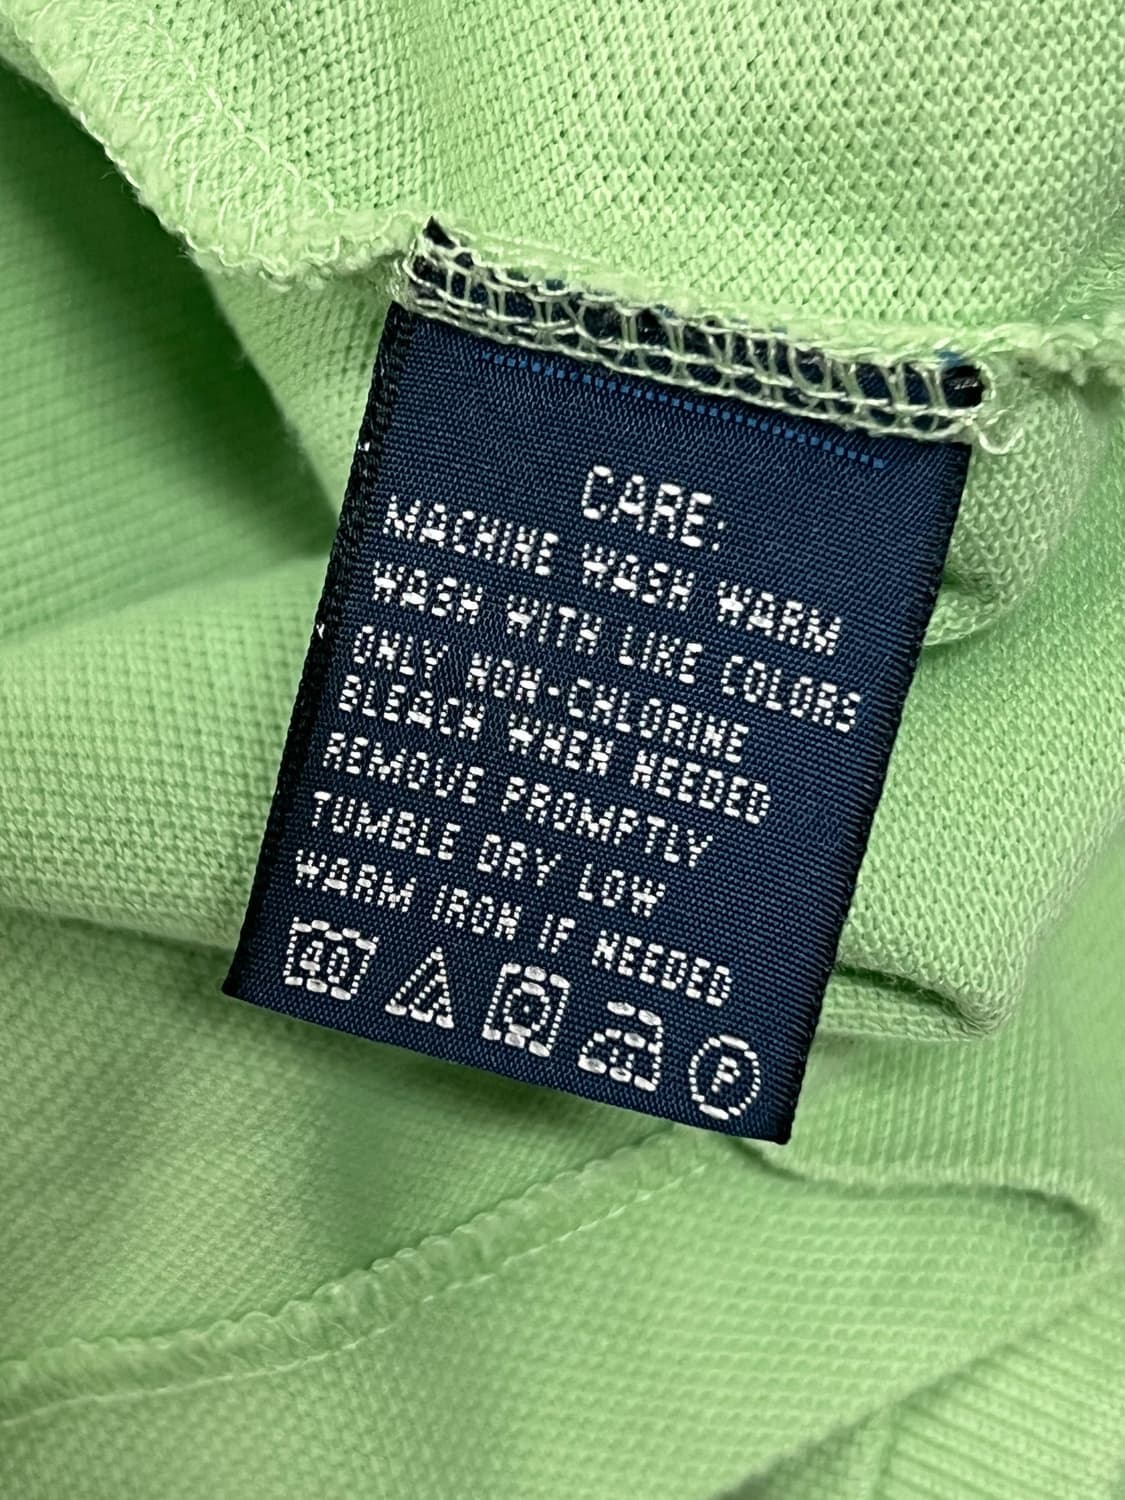 CARE:
MACHINE WASH WARM
WASH WITH LIKE COLORS
ONLY NON-CHLORINE
BLEACH WHEN NEEDED
REMOVE PROMPTLY
TUMBLE DRY LOW
WARM IRON IF NEEDED
40 P